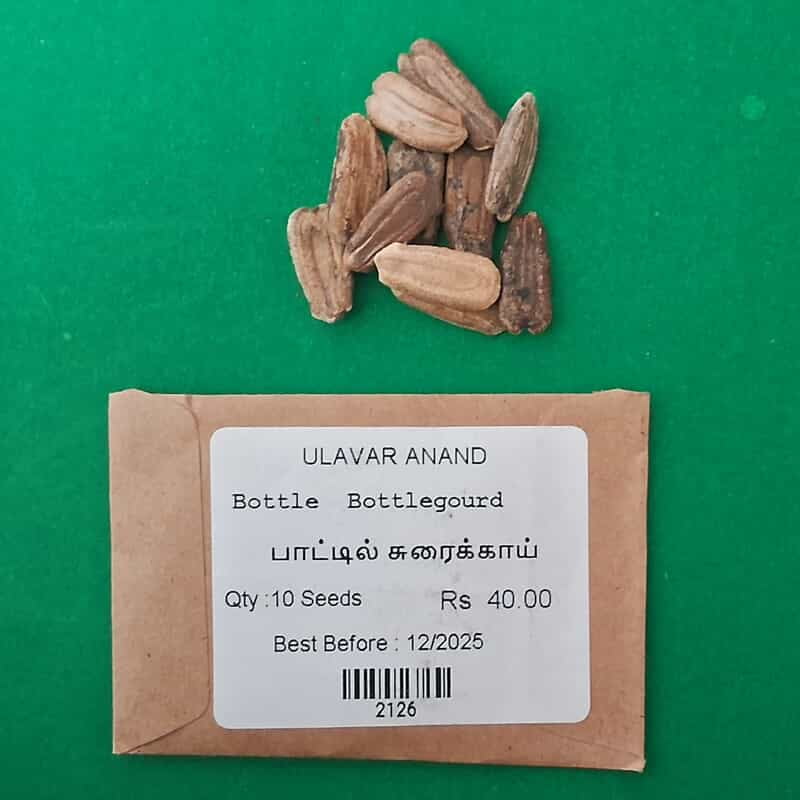 ULAVAR ANAND
Bottle Bottlegourd
பாட்டில் சுரைக்காய்
Qty :10 Seeds Rs 40.00
Best Before : 12/2025
2126